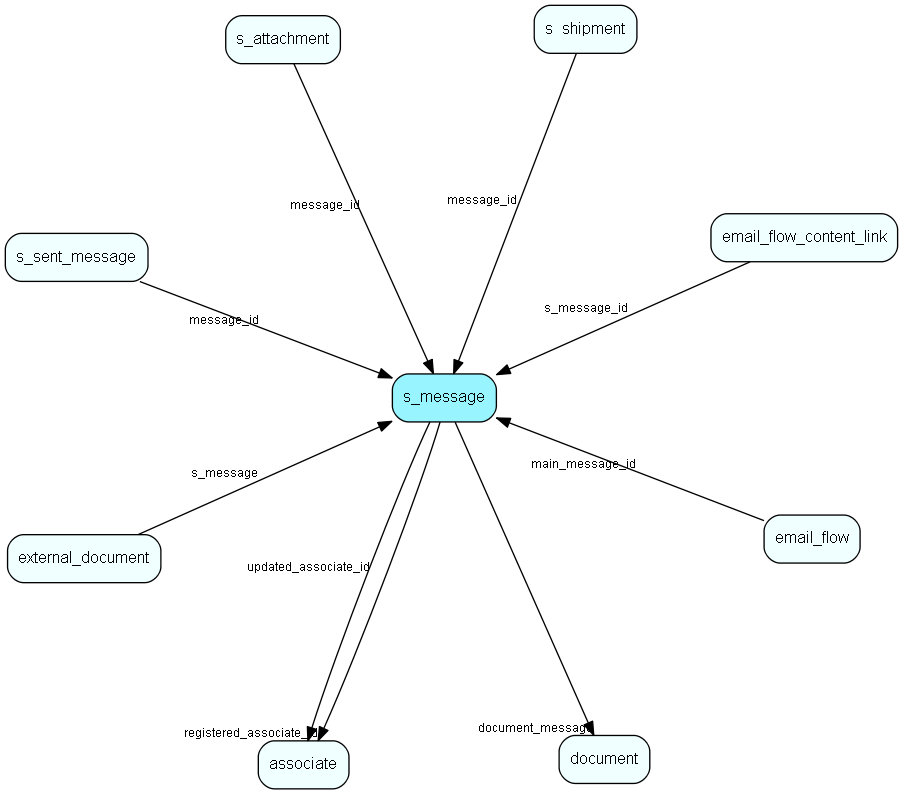 s_attachment
s_shipment
message_id
message_id
s_sent_message
email_flow_content_link
message_id
s_message_id
s_message
s_message
main_message_id
external_document
email_flow
updated_associate_id
registered_associate_id
document_message
associate
document